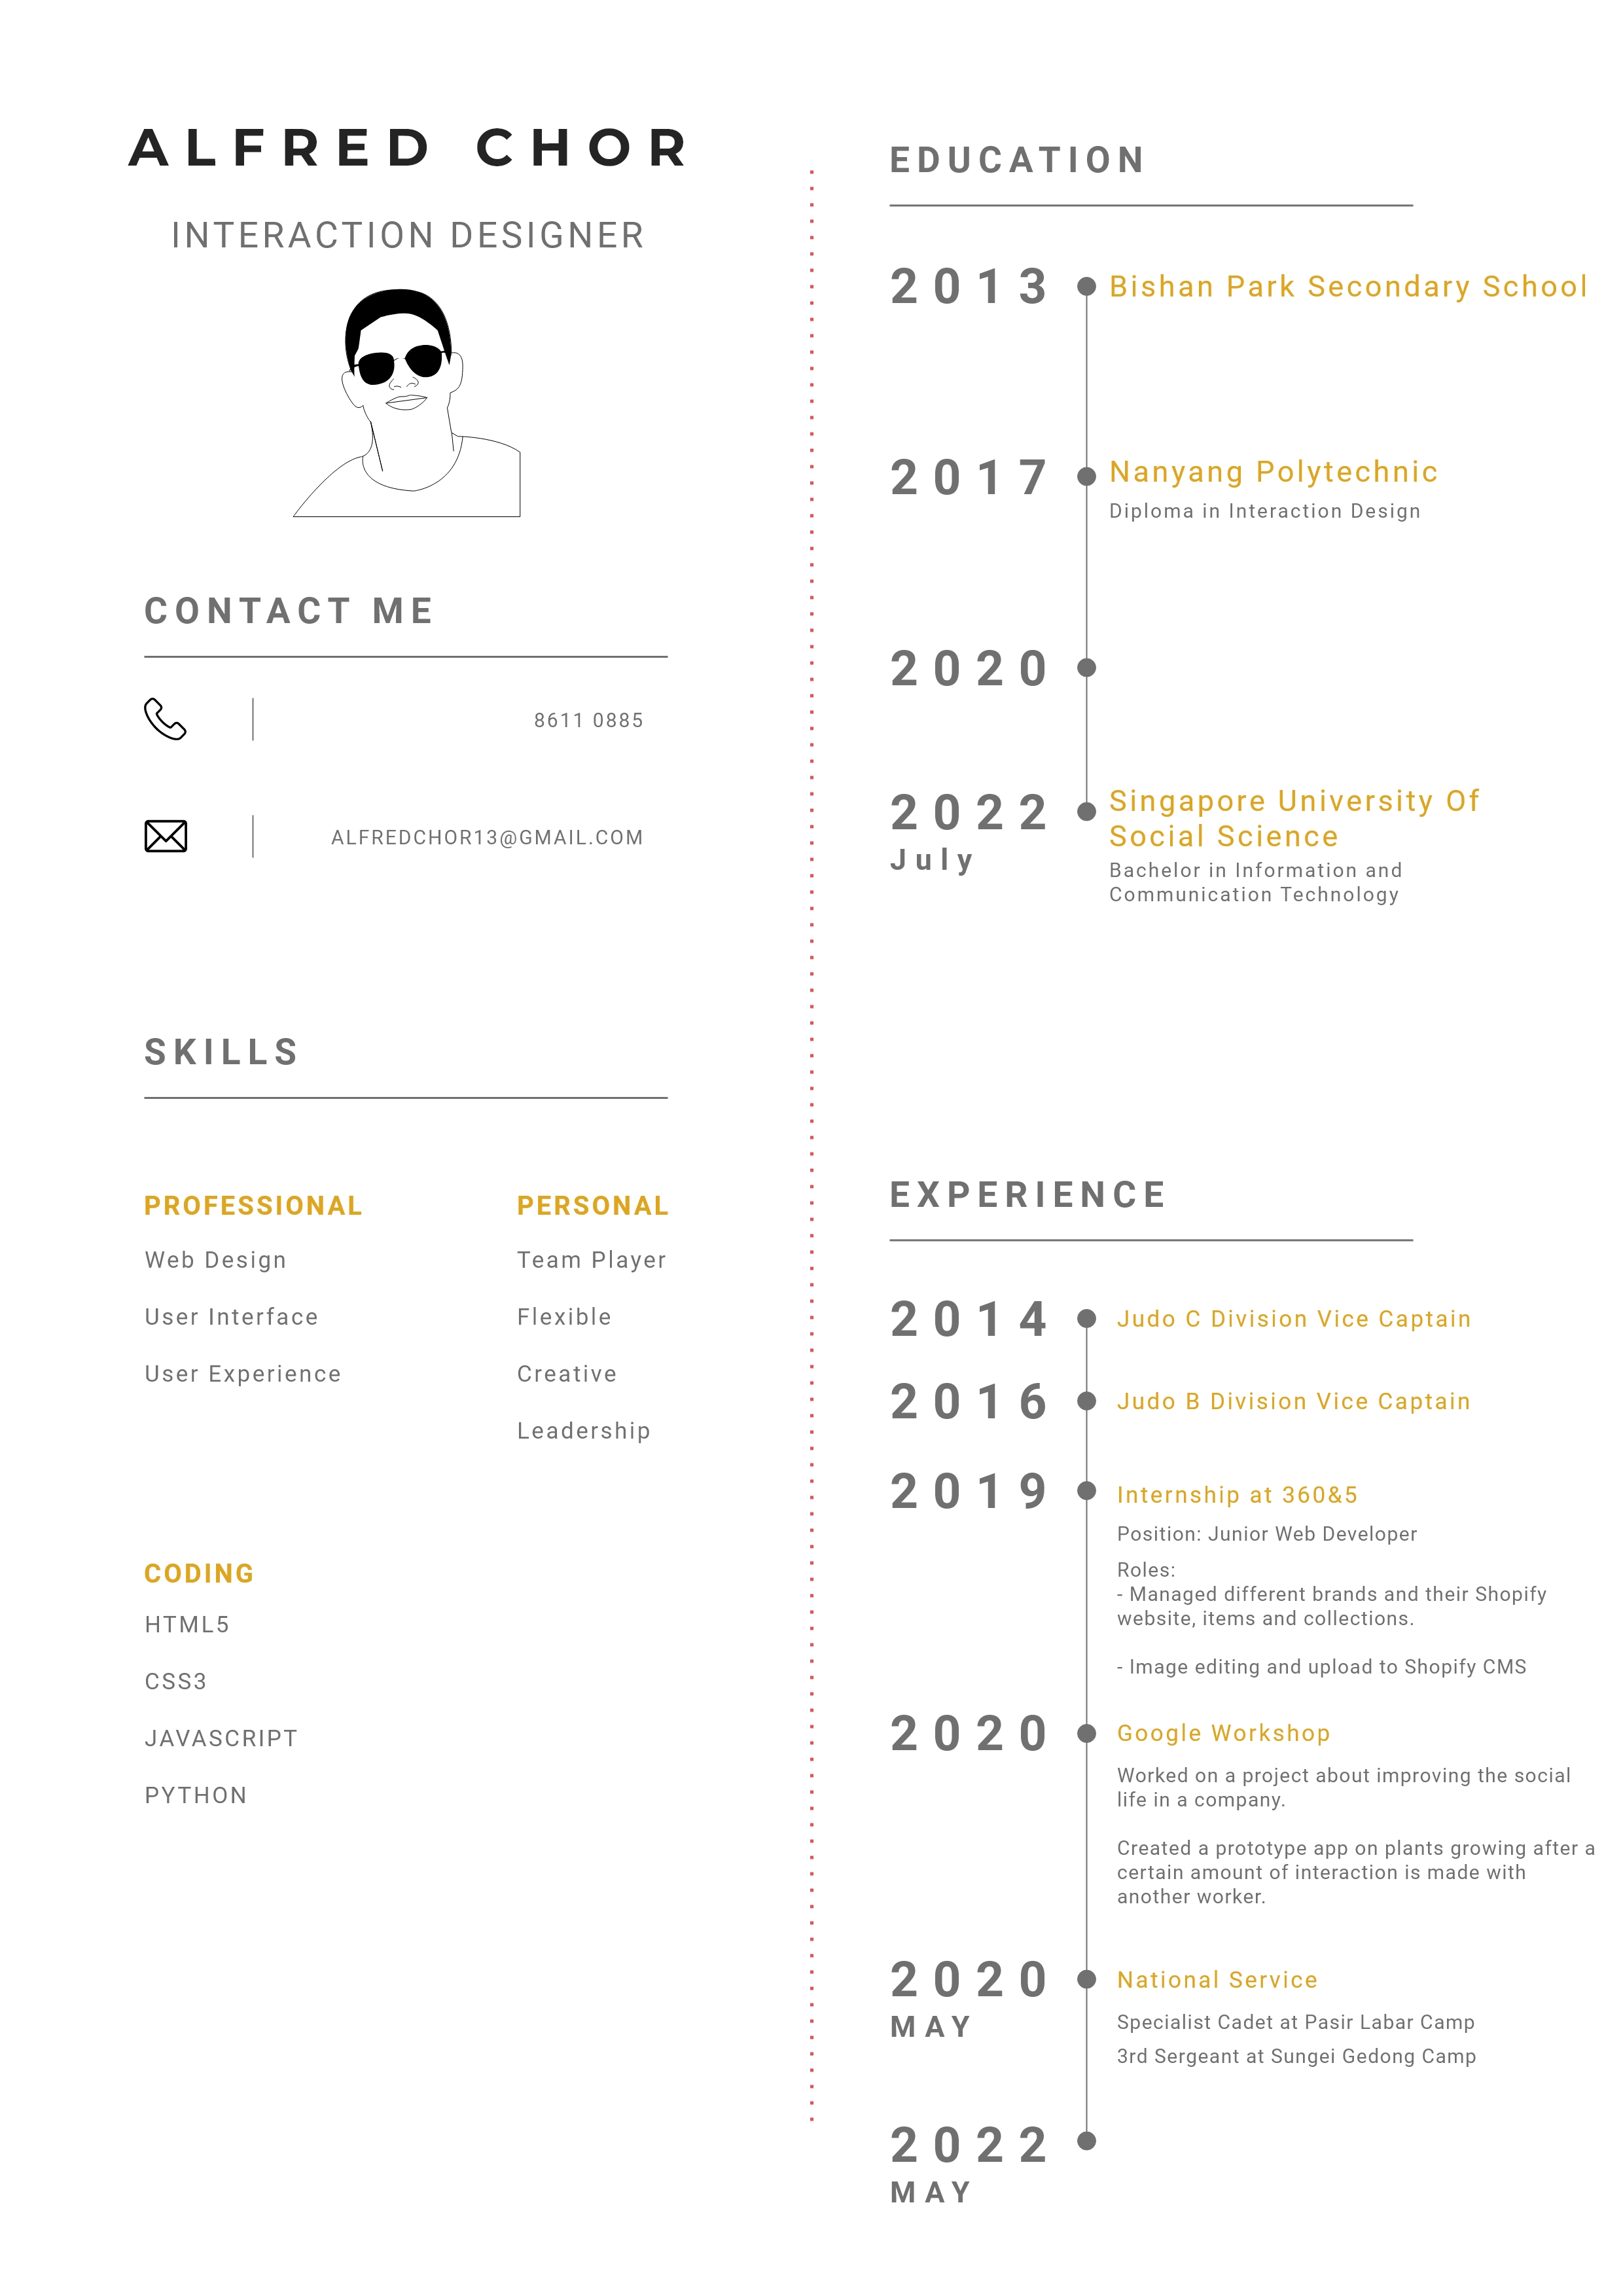 ALFRED CHOR
INTERACTION DESIGNER
CONTACT ME
8611 0885
ALFREDCHOR13@GMAIL.COM
SKILLS
PROFESSIONAL
Web Design
User Interface
User Experience
PERSONAL
Team Player
Flexible
Creative
Leadership
CODING
HTML5
CSS3
JAVASCRIPT
PYTHON
EDUCATION
2013
Bishan Park Secondary School
2017
Nanyang Polytechnic
Diploma in Interaction Design
2020
2022
July
Singapore University Of
Social Science
Bachelor in Information and
Communication Technology
EXPERIENCE
2014
Judo C Division Vice Captain
2016
Judo B Division Vice Captain
2019
Internship at 360&5
Position: Junior Web Developer
Roles:
- Managed different brands and their Shopify
website, items and collections.
- Image editing and upload to Shopify CMS
2020
Google Workshop
Worked on a project about improving the social
life in a company.
Created a prototype app on plants growing after a
certain amount of interaction is made with
another worker.
2020
MAY
National Service
Specialist Cadet at Pasir Labar Camp
3rd Sergeant at Sungei Gedong Camp
2022
MAY